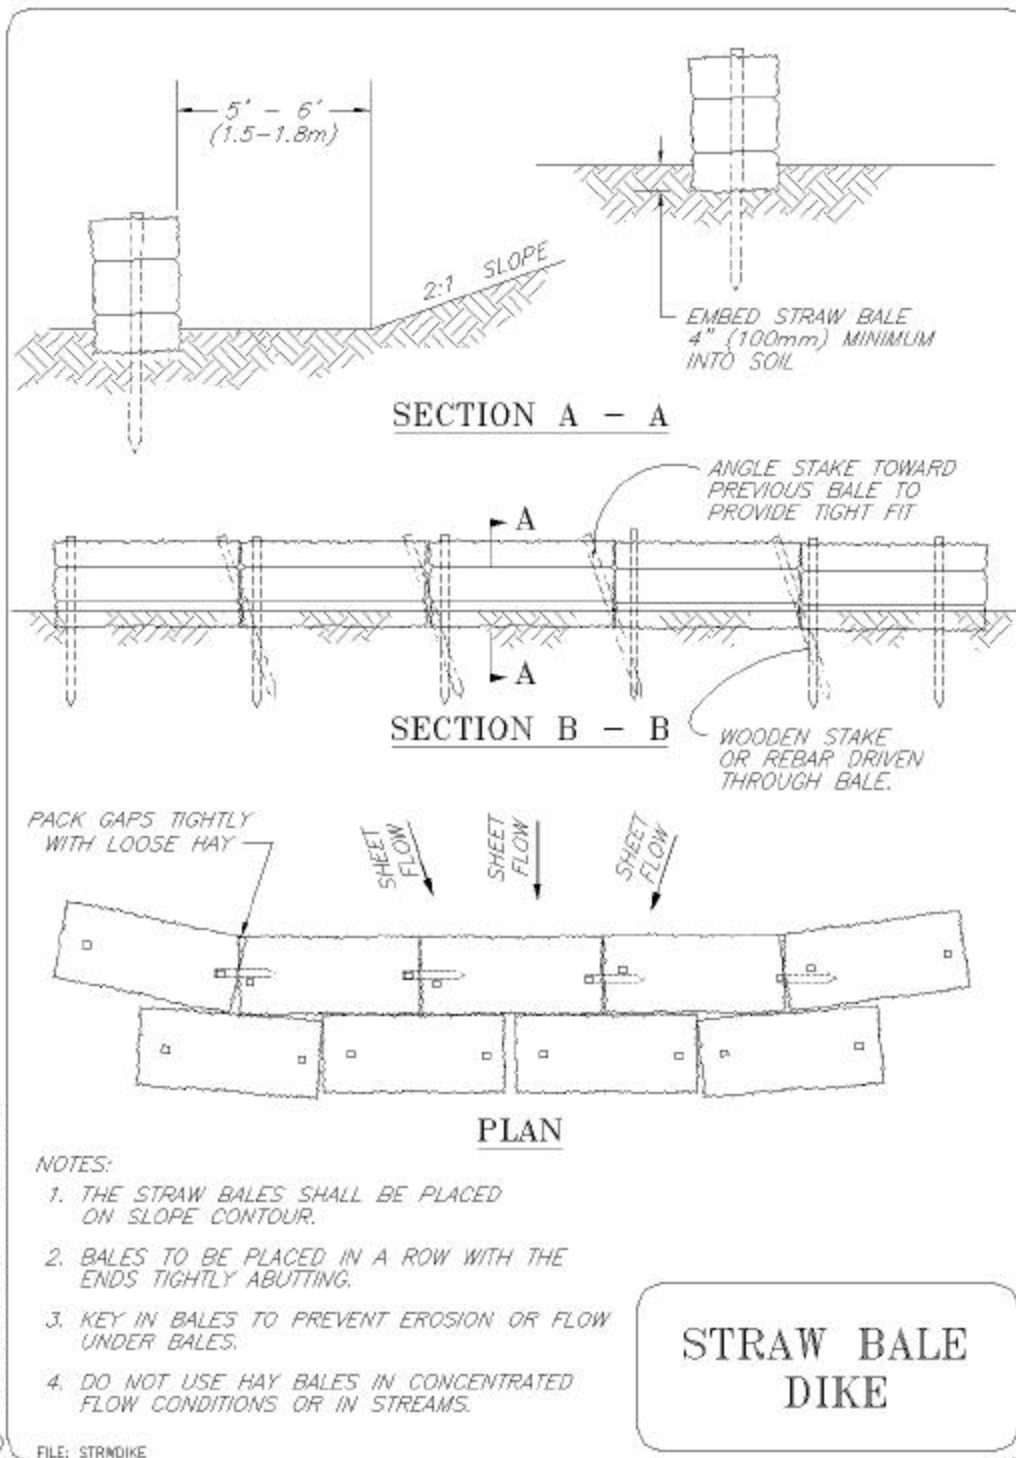 5' - 6'
(1.5-1.8m)
2:1 SLOPE
EMBED STRAW BALE
4" (100mm) MINIMUM
INTO SOIL
SECTION A - A
ANGLE STAKE TOWARD
PREVIOUS BALE TO
PROVIDE TIGHT FIT
A
A
SECTION B - B
WOODEN STAKE
OR REBAR DRIVEN
THROUGH BALE.
PACK GAPS TIGHTLY
WITH LOOSE HAY
SHEET
FLOW
SHEET
FLOW
SHEET
FLOW
PLAN
NOTES:
1. THE STRAW BALES SHALL BE PLACED
ON SLOPE CONTOUR.
2. BALES TO BE PLACED IN A ROW WITH THE
ENDS TIGHTLY ABUTTING.
3. KEY IN BALES TO PREVENT EROSION OR FLOW
UNDER BALES.
4. DO NOT USE HAY BALES IN CONCENTRATED
FLOW CONDITIONS OR IN STREAMS.
STRAW BALE
DIKE
FILE: STRWDIKE